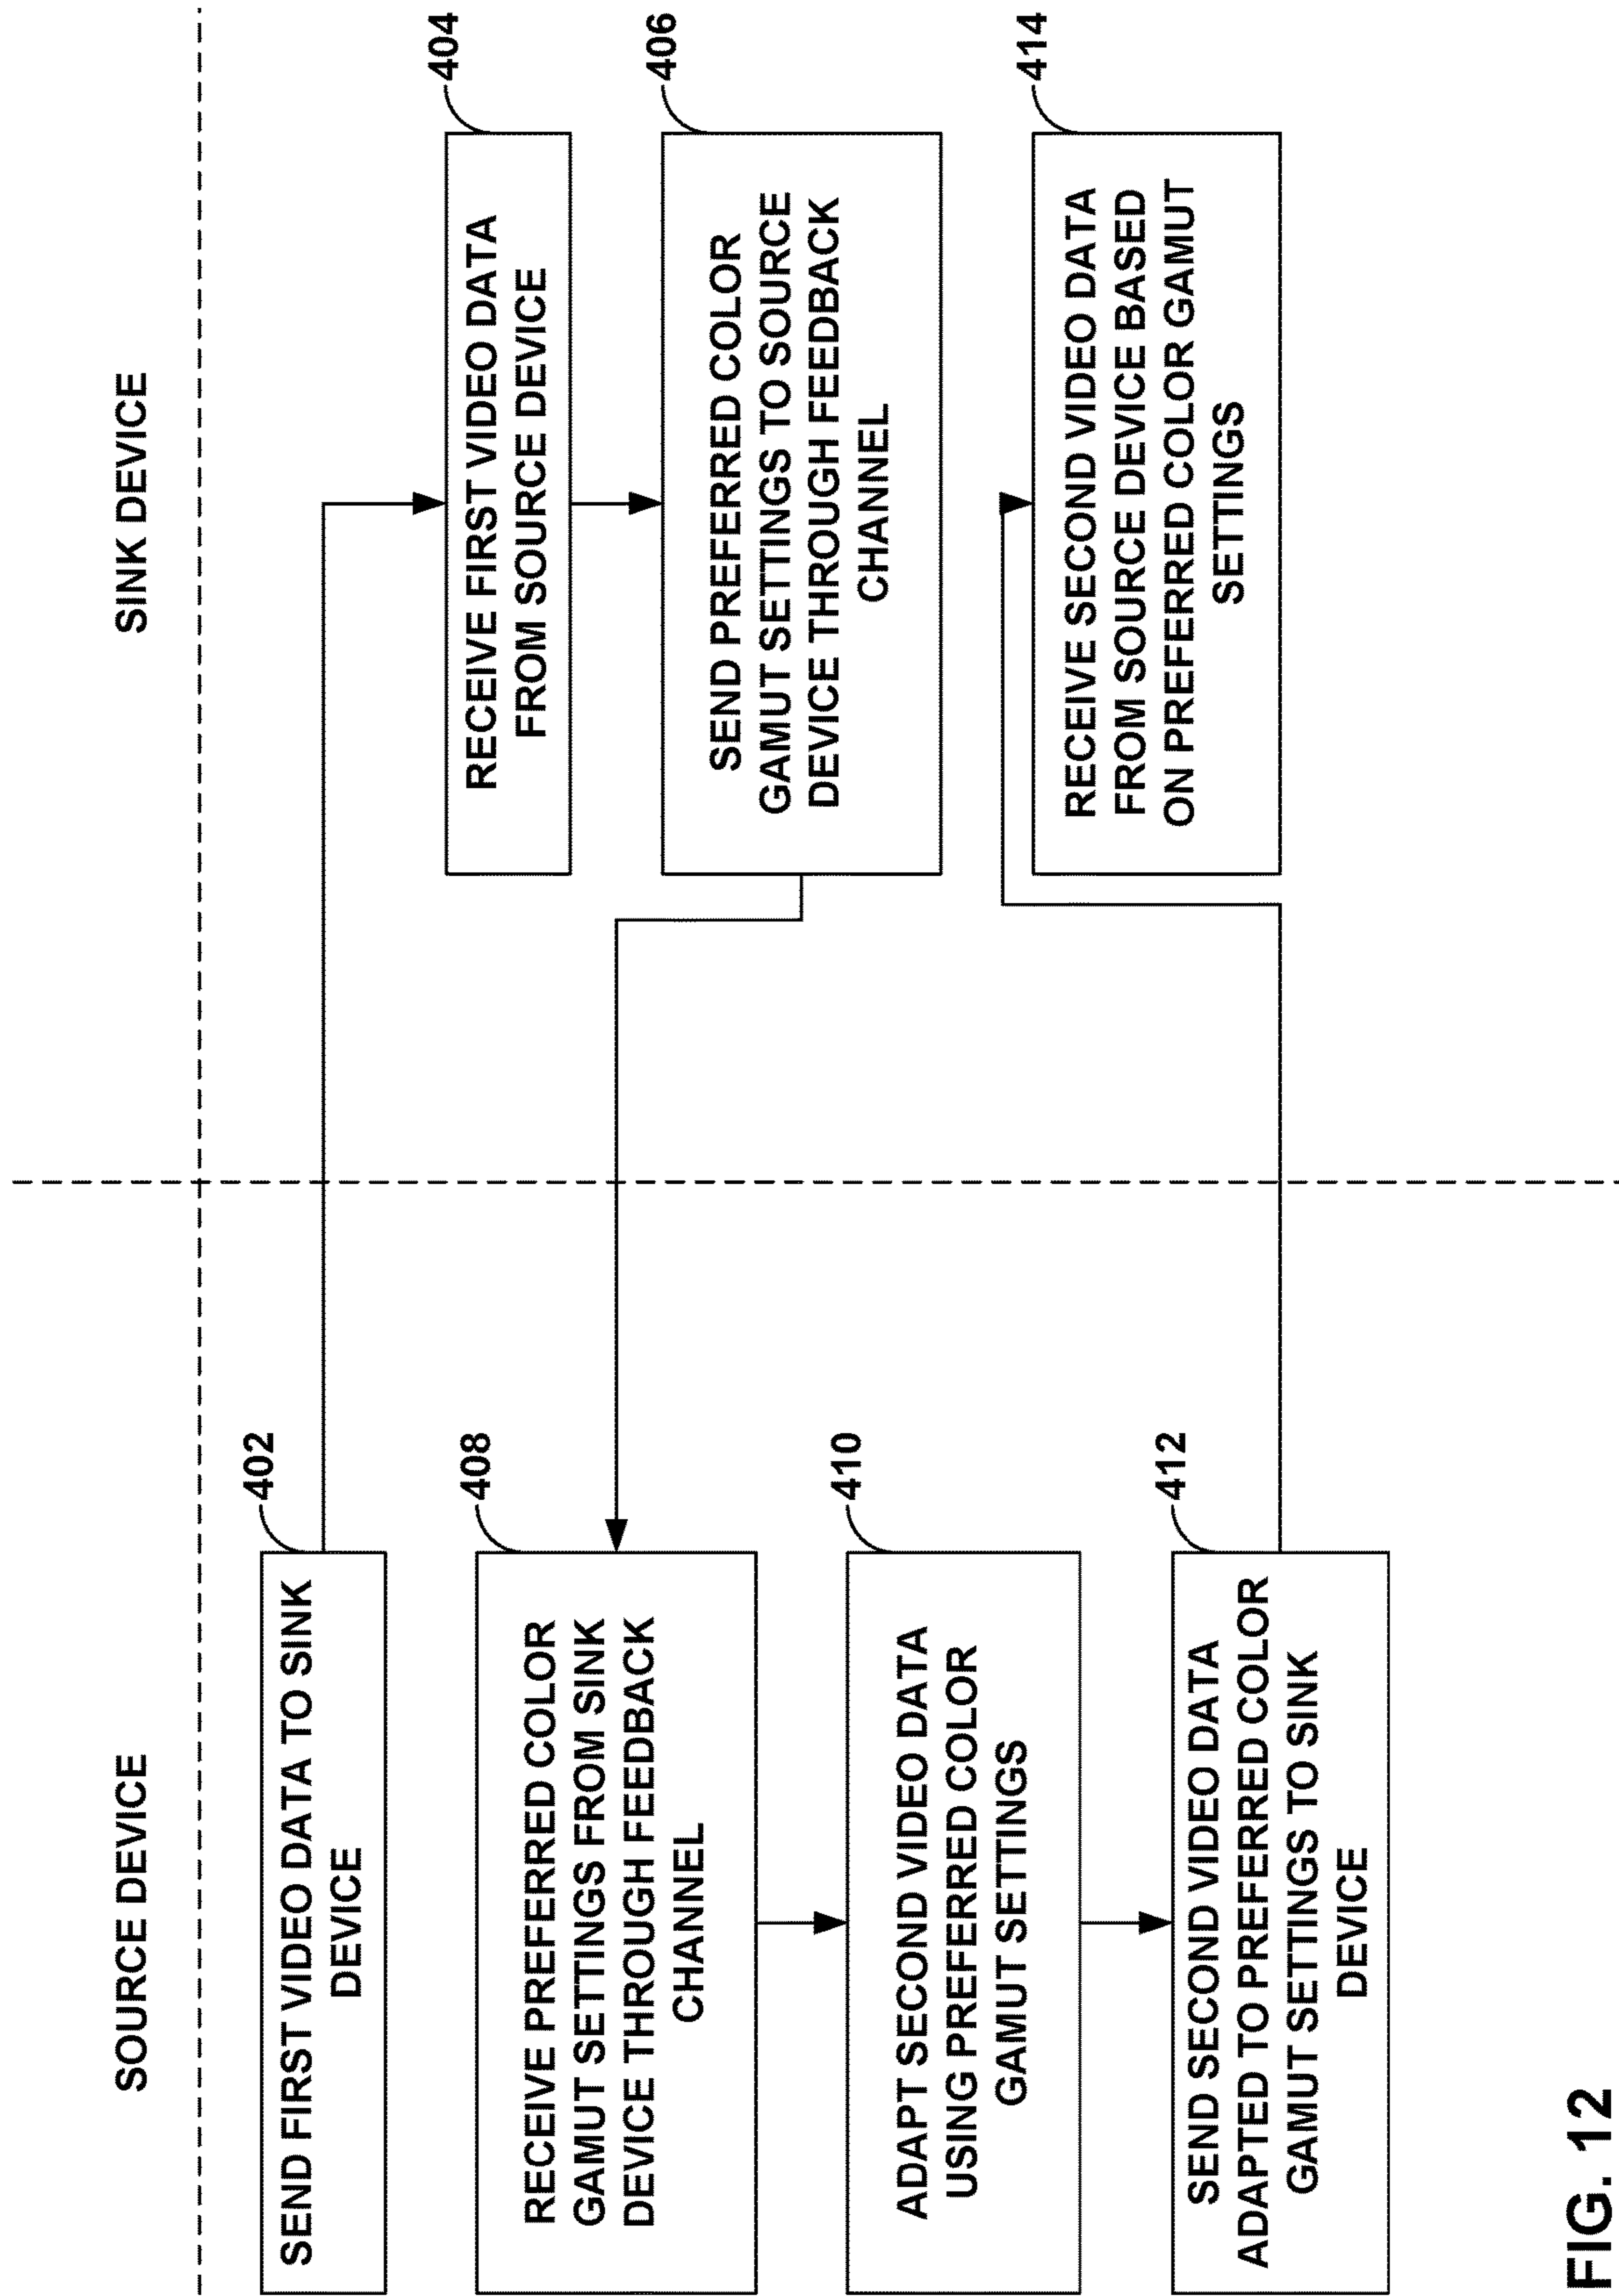 SOURCE DEVICE
SINK DEVICE
402
SEND FIRST VIDEO DATA TO SINK
DEVICE
404
RECEIVE FIRST VIDEO DATA
FROM SOURCE DEVICE
406
SEND PREFERRED COLOR
GAMUT SETTINGS TO SOURCE
DEVICE THROUGH FEEDBACK
CHANNEL
408
RECEIVE PREFERRED COLOR
GAMUT SETTINGS FROM SINK
DEVICE THROUGH FEEDBACK
CHANNEL
410
ADAPT SECOND VIDEO DATA
USING PREFERRED COLOR
GAMUT SETTINGS
412
SEND SECOND VIDEO DATA
ADAPTED TO PREFERRED COLOR
GAMUT SETTINGS TO SINK
DEVICE
414
RECEIVE SECOND VIDEO DATA
FROM SOURCE DEVICE BASED
ON PREFERRED COLOR GAMUT
SETTINGS
FIG. 12